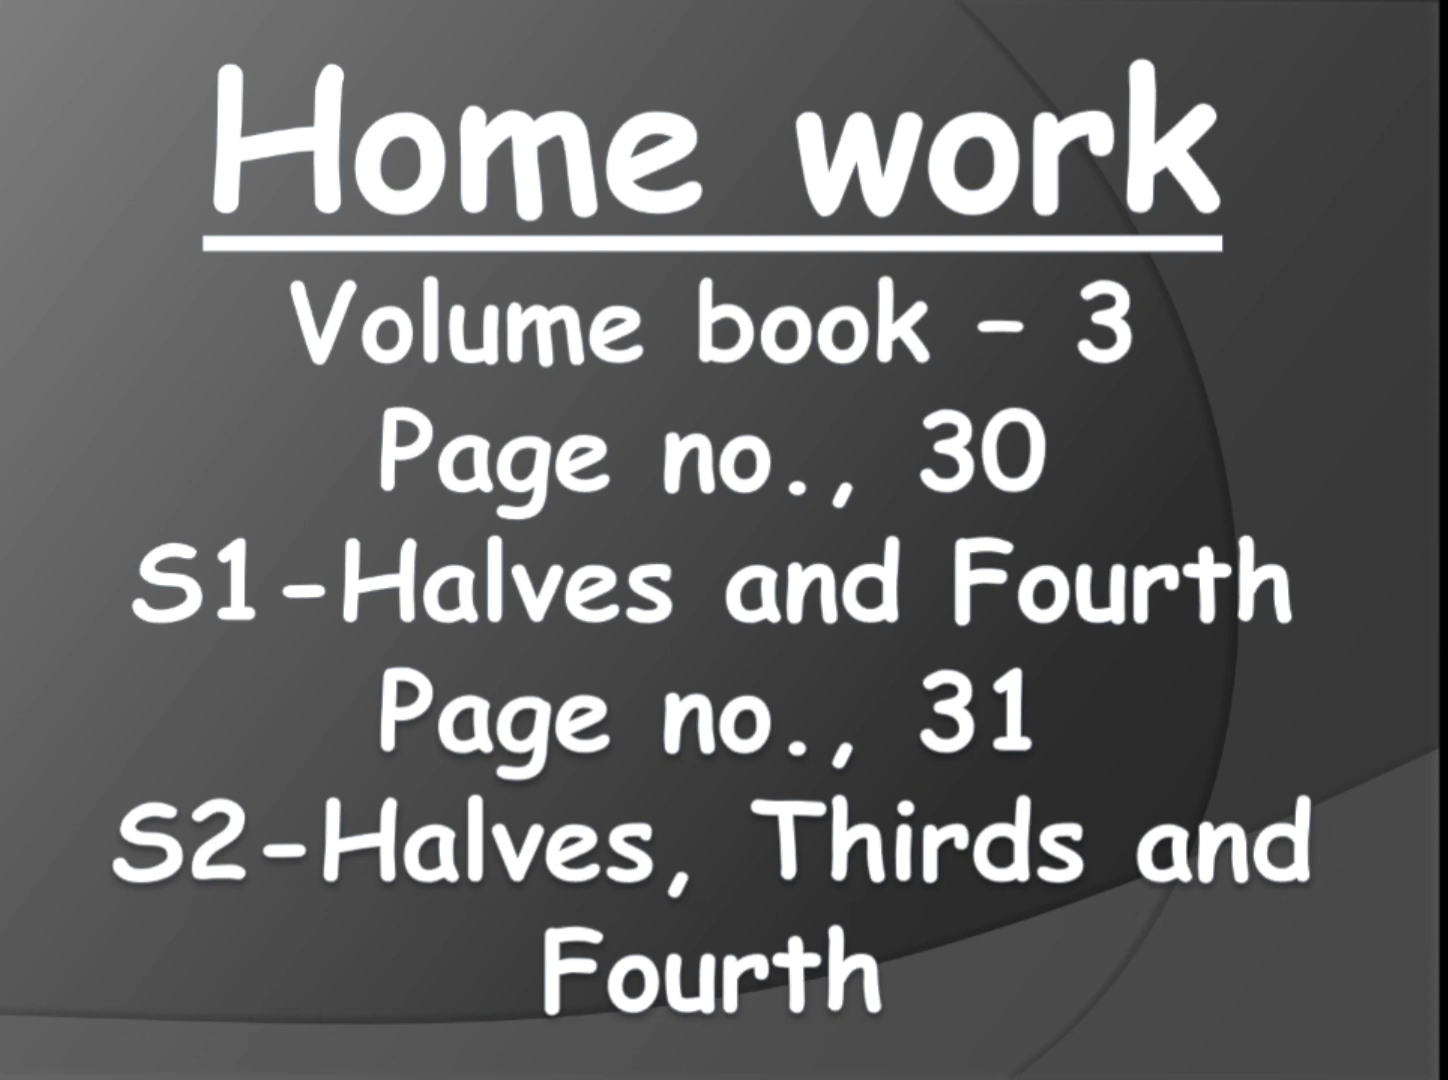 Home work
Volume book – 3
Page no., 30
S1-Halves and Fourth
Page no., 31
S2-Halves, Thirds and
Fourth